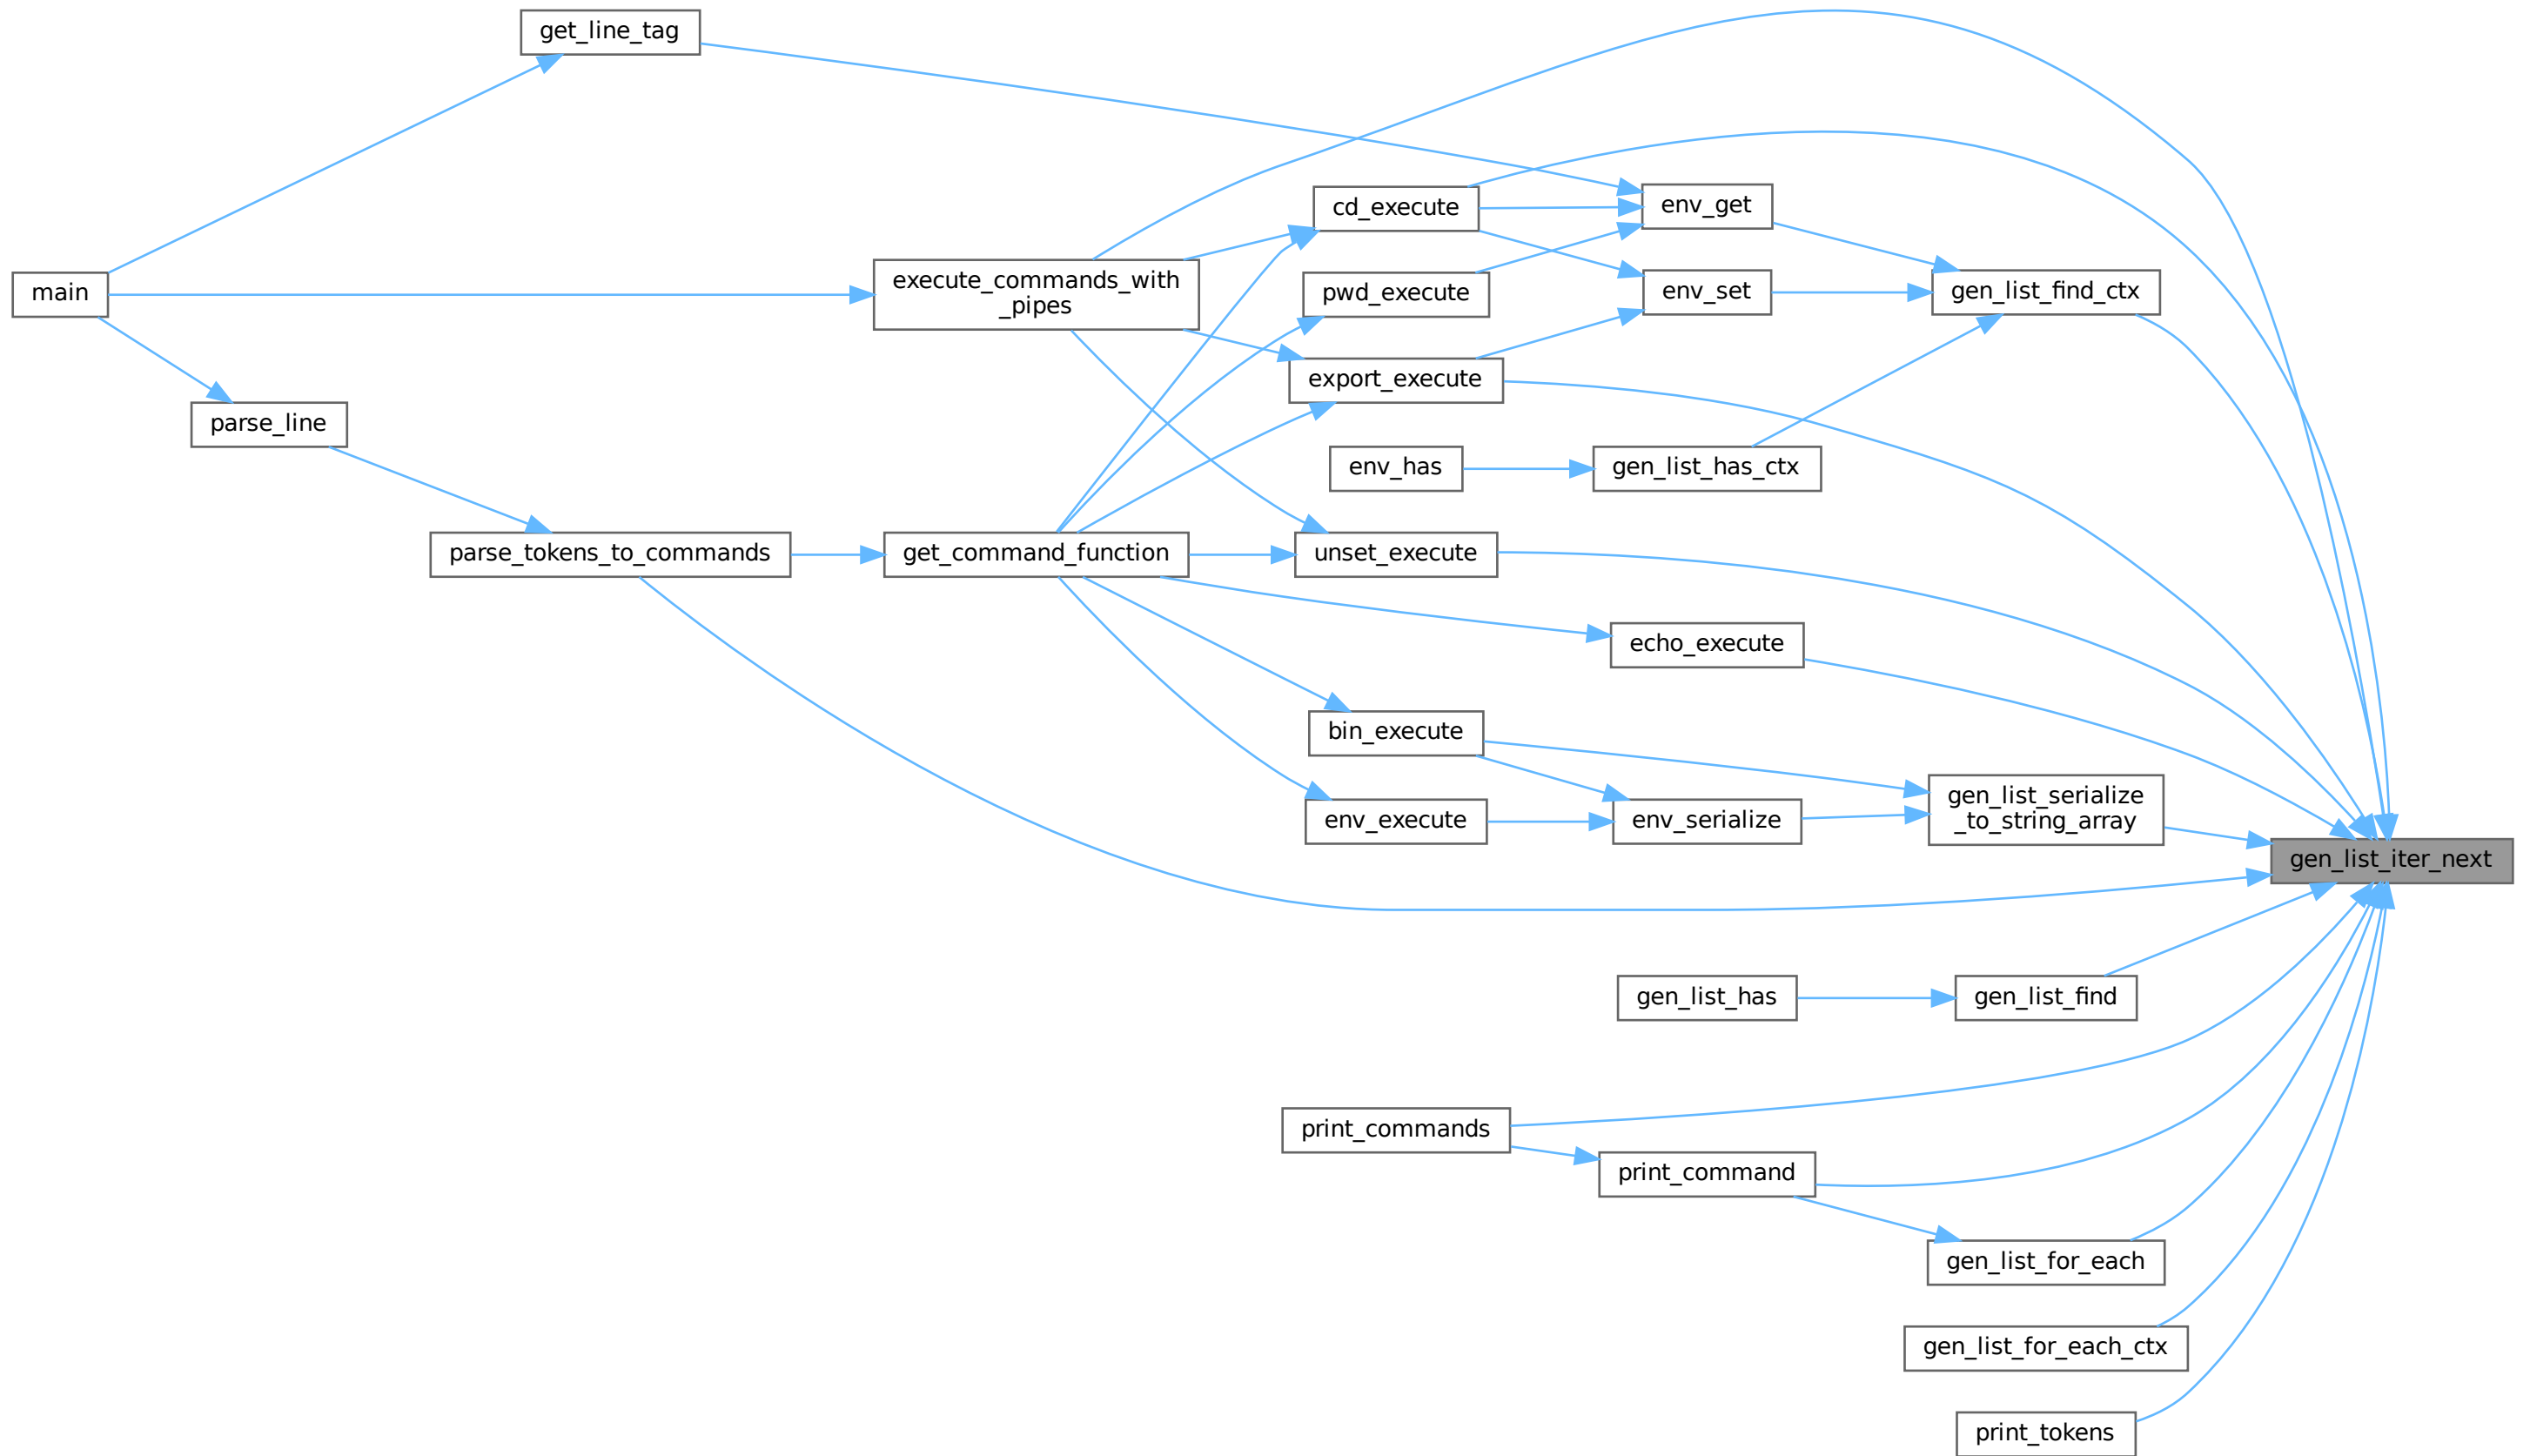 get_line_tag
cd_execute
env_get
main
execute_commands_with
_pipes
pwd_execute
env_set
gen_list_find_ctx
export_execute
parse_line
env_has
gen_list_has_ctx
parse_tokens_to_commands
get_command_function
unset_execute
echo_execute
bin_execute
gen_list_serialize
_to_string_array
env_execute
env_serialize
gen_list_iter_next
gen_list_has
gen_list_find
print_commands
print_command
gen_list_for_each
gen_list_for_each_ctx
print_tokens